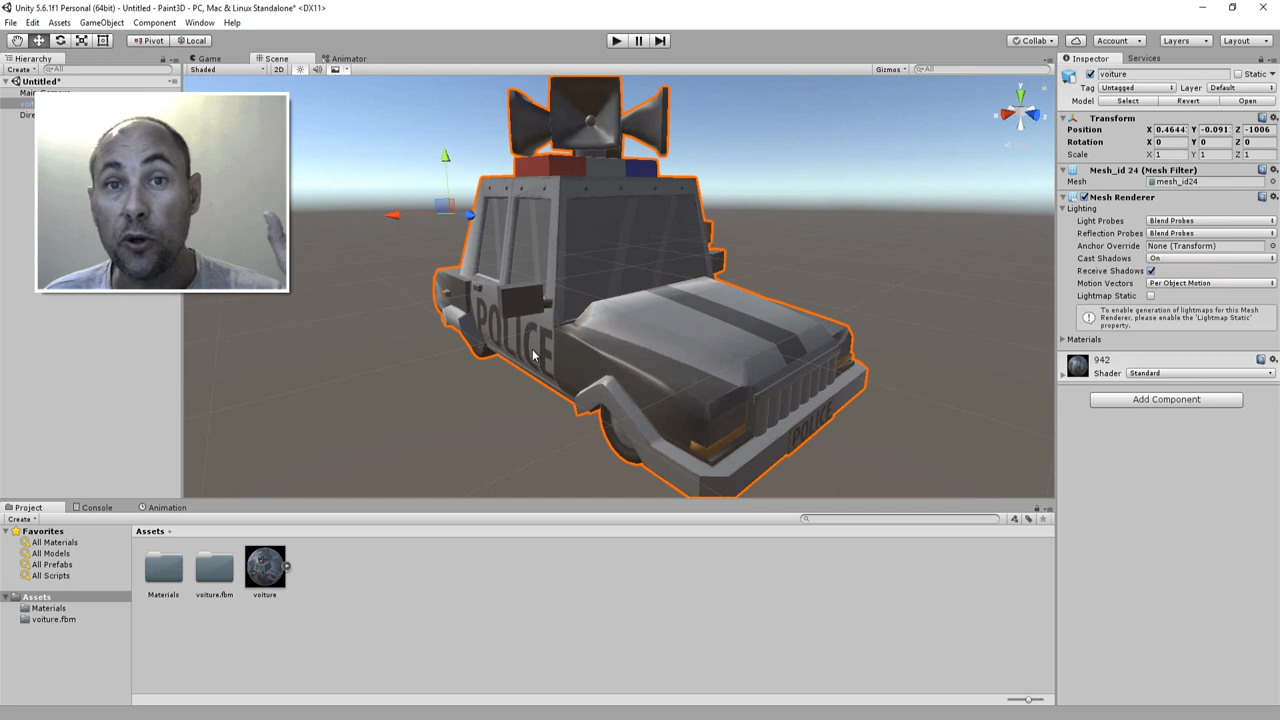 Unity 5.6.1f1 Personal (64bit) - Untitled - Paint3D - PC, Mac & Linux Standalone* <DX11>
File Edit Assets GameObject Component Window Help
Pivot Local Collab Account Layers Layout
Hierarchy Game Scene Animator Inspector Services
Create All Shaded 2D Gizmos All voiture Static
Untitled* Tag Untagged Layer Default
Model Select Revert Open
Transform
Position X 0.4644 Y -0.091 Z -1006
Rotation X 0 Y 0 Z 0
Scale X 1 Y 1 Z 1
Mesh_id 24 (Mesh Filter)
Mesh mesh_id24
Mesh Renderer
Lighting
Light Probes Blend Probes
Reflection Probes Blend Probes
Anchor Override None (Transform)
Cast Shadows On
Receive Shadows
Motion Vectors Per Object Motion
Lightmap Static
To enable generation of lightmaps for this Mesh
Renderer, please enable the 'Lightmap Static'
property.
Materials
942
Shader Standard
Add Component
x y z
POLICE
POLICE
Project Console Animation
Create
Favorites
All Materials
All Models
All Prefabs
All Scripts
Assets
Materials
voiture.fbm
Assets
Materials voiture.fbm voiture